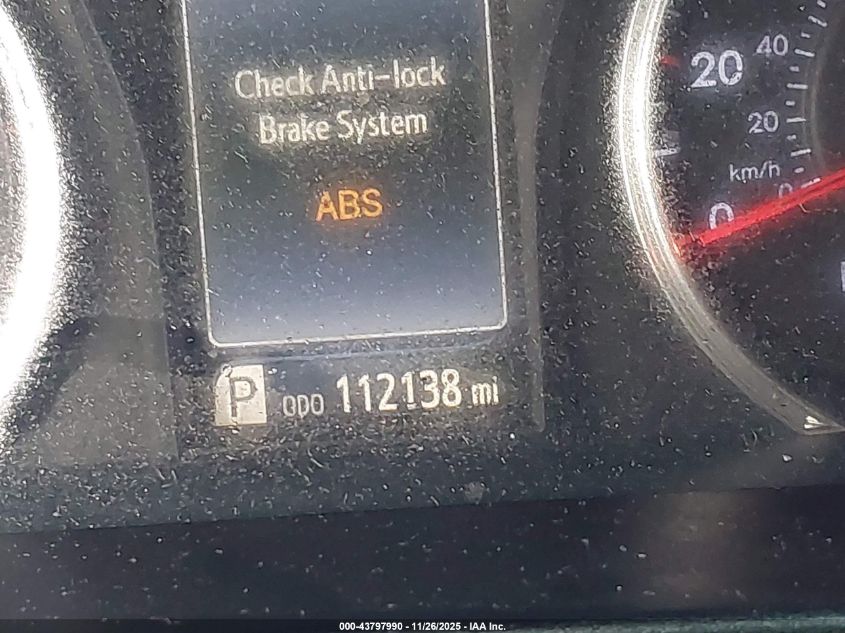 Check Anti-lock
Brake System
ABS
P ODO 112138 mi
20 40
20
km/h
0 0
000-43797990 - 11/26/2025 - IAA Inc.